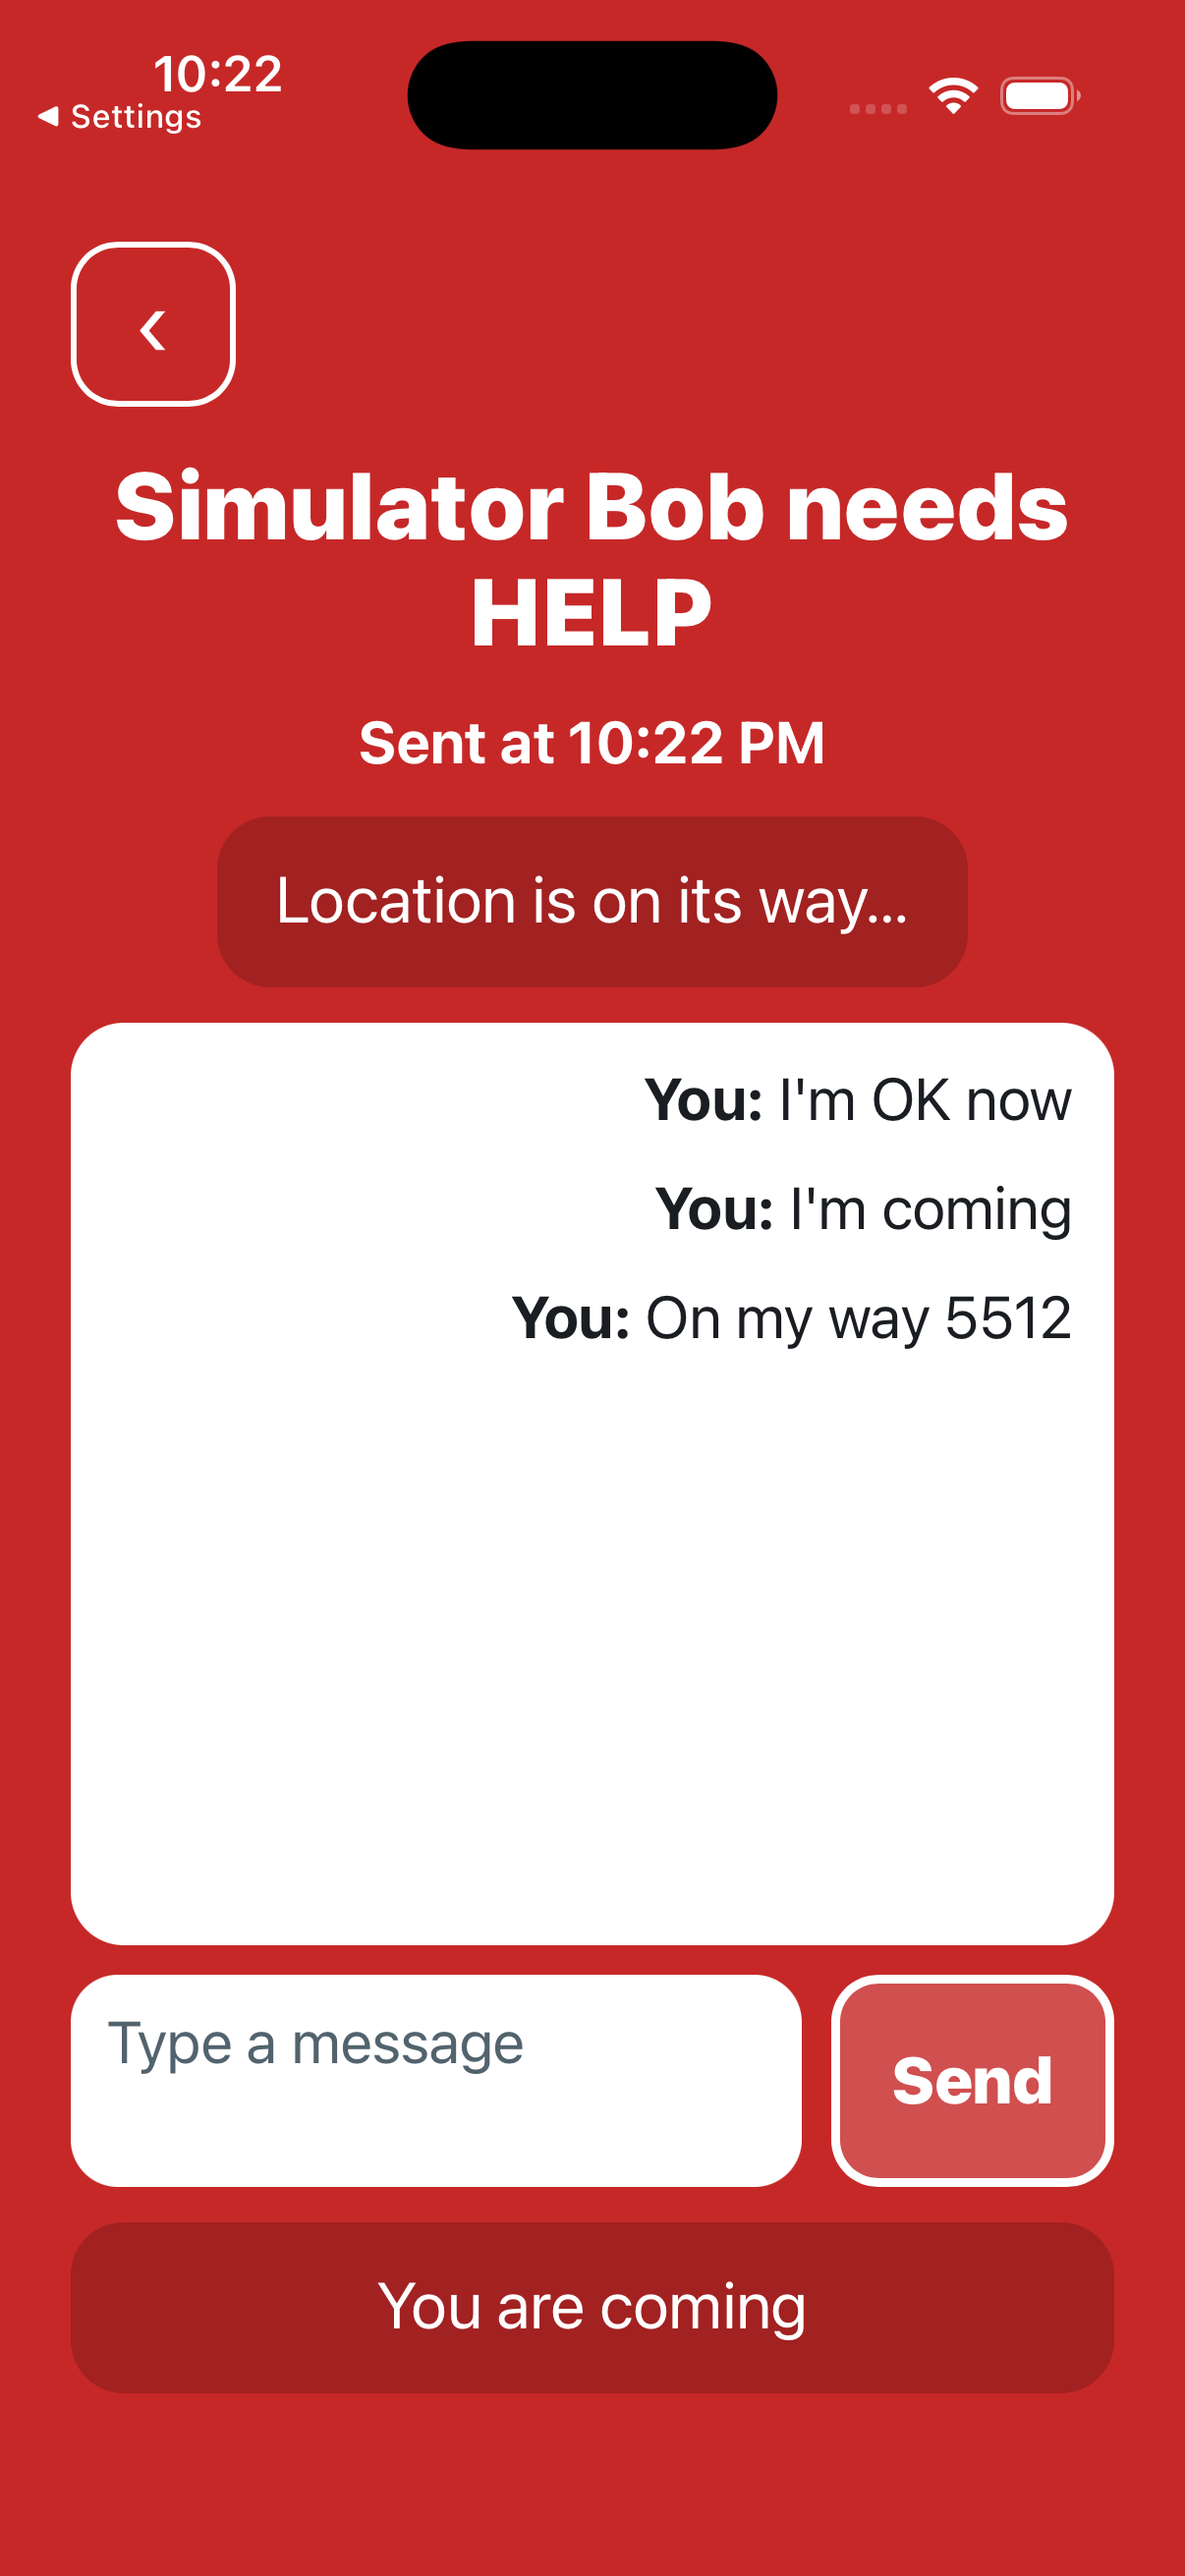 10:22
◀ Settings
‹
Simulator Bob needs
HELP
Sent at 10:22 PM
Location is on its way...
You: I'm OK now
You: I'm coming
You: On my way 5512
Type a message
Send
You are coming